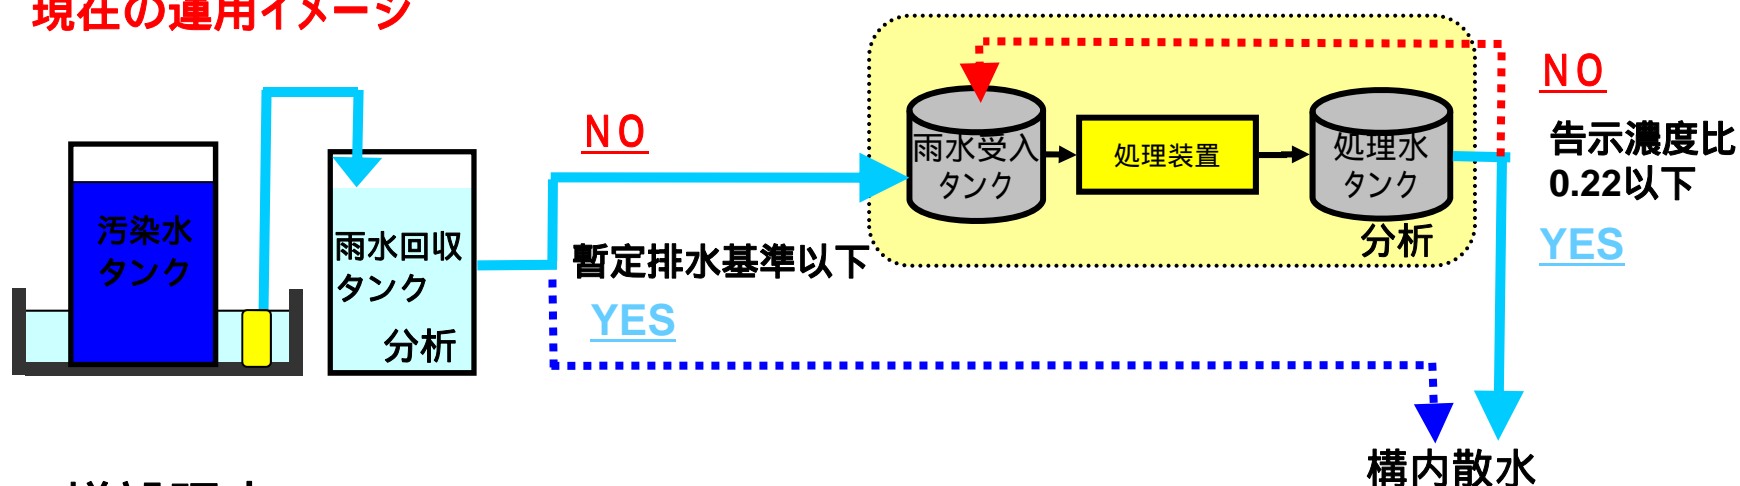 現在の運用イメージ
NO
告示濃度比
0.22以下
YES
雨水受入
タンク
処理装置
処理水
タンク
分析
NO
暫定排水基準以下
YES
汚染水
タンク
雨水回収
タンク
分析
構内散水